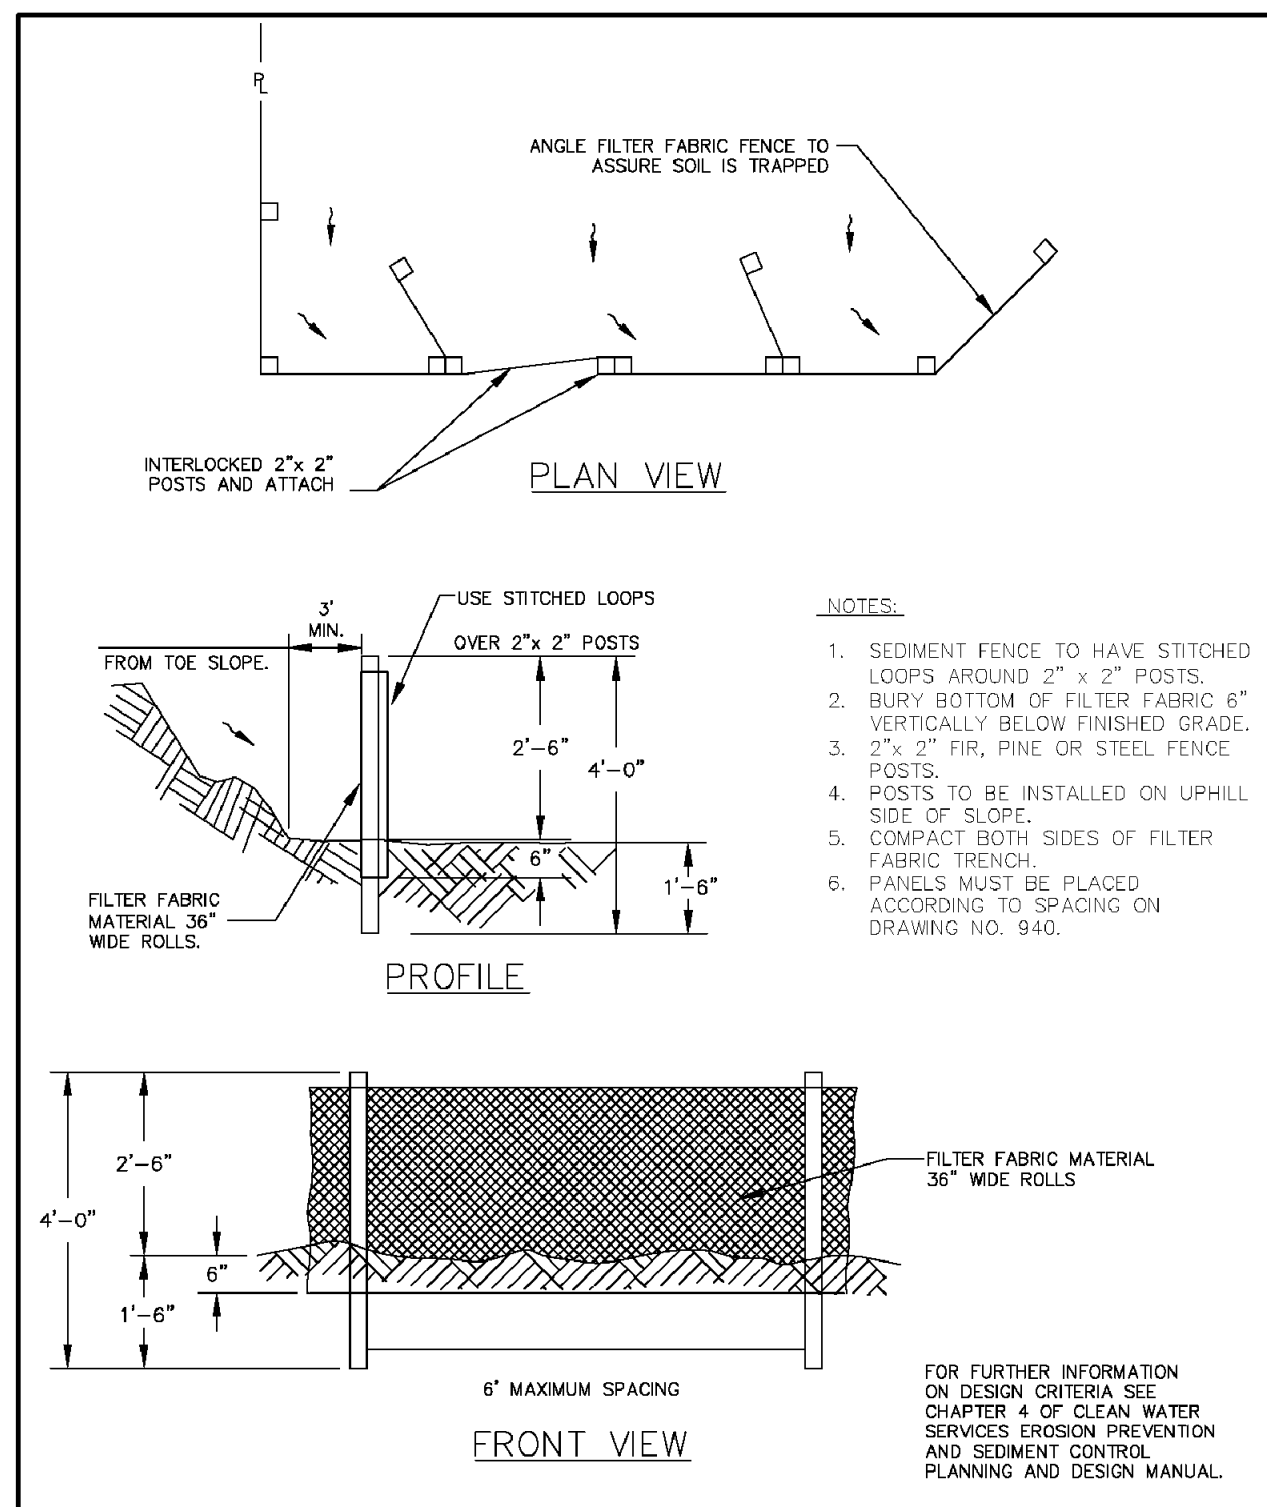 PL
ANGLE FILTER FABRIC FENCE TO
ASSURE SOIL IS TRAPPED
INTERLOCKED 2"x 2"
POSTS AND ATTACH
PLAN VIEW
3'
MIN.
FROM TOE SLOPE.
USE STITCHED LOOPS
OVER 2"x 2" POSTS
2'-6"
4'-0"
6"
1'-6"
FILTER FABRIC
MATERIAL 36"
WIDE ROLLS.
PROFILE
NOTES:
1. SEDIMENT FENCE TO HAVE STITCHED
LOOPS AROUND 2" x 2" POSTS.
2. BURY BOTTOM OF FILTER FABRIC 6"
VERTICALLY BELOW FINISHED GRADE.
3. 2"x 2" FIR, PINE OR STEEL FENCE
POSTS.
4. POSTS TO BE INSTALLED ON UPHILL
SIDE OF SLOPE.
5. COMPACT BOTH SIDES OF FILTER
FABRIC TRENCH.
6. PANELS MUST BE PLACED
ACCORDING TO SPACING ON
DRAWING NO. 940.
2'-6"
4'-0"
6"
1'-6"
FILTER FABRIC MATERIAL
36" WIDE ROLLS
6' MAXIMUM SPACING
FRONT VIEW
FOR FURTHER INFORMATION
ON DESIGN CRITERIA SEE
CHAPTER 4 OF CLEAN WATER
SERVICES EROSION PREVENTION
AND SEDIMENT CONTROL
PLANNING AND DESIGN MANUAL.